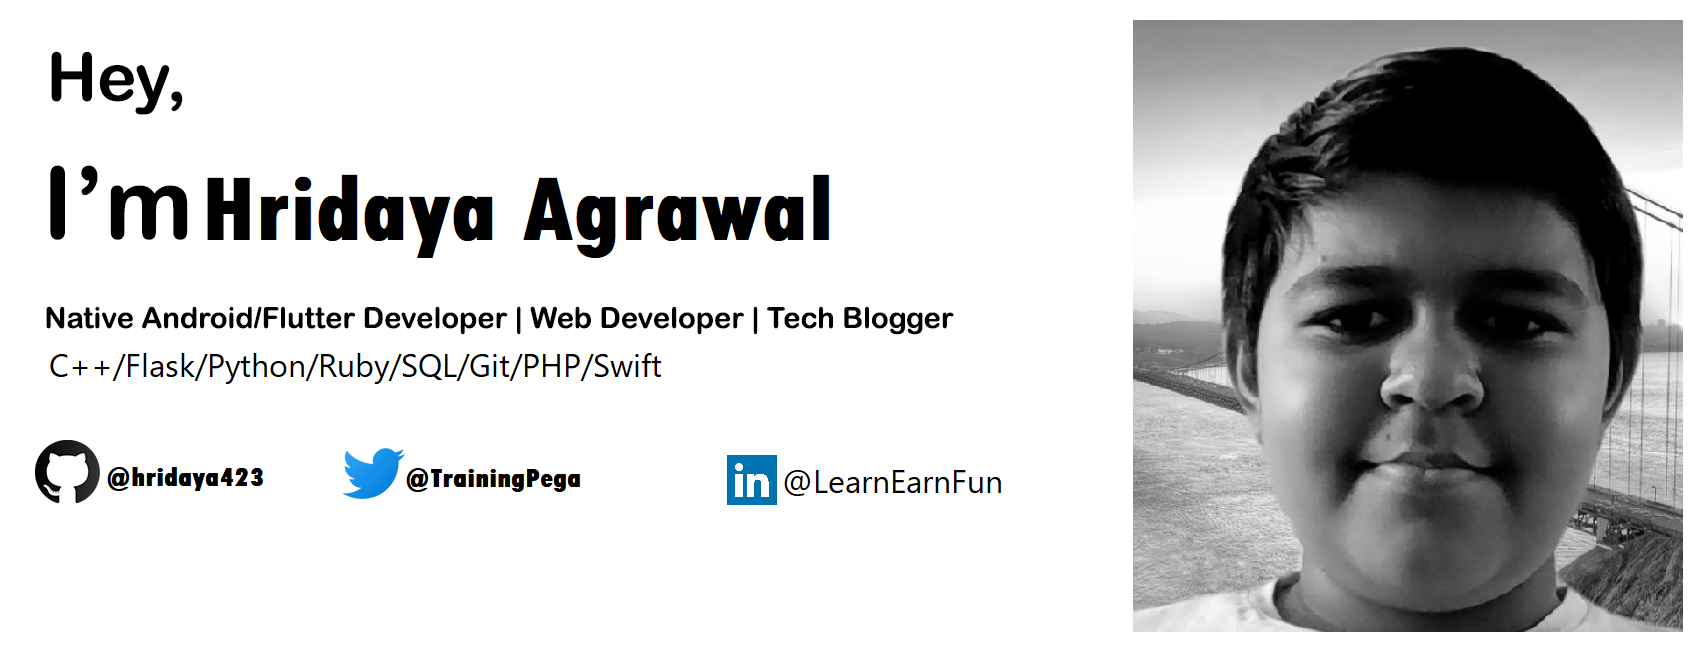 Hey,
I’m Hridaya Agrawal
Native Android/Flutter Developer | Web Developer | Tech Blogger
C++/Flask/Python/Ruby/SQL/Git/PHP/Swift
@hridaya423 @TrainingPega in @LearnEarnFun